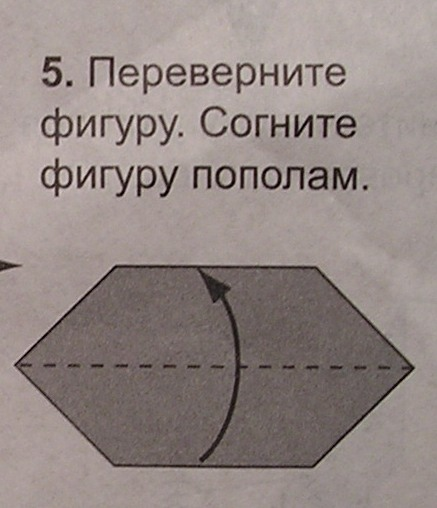 5. Переверните
фигуру. Согните
фигуру пополам.